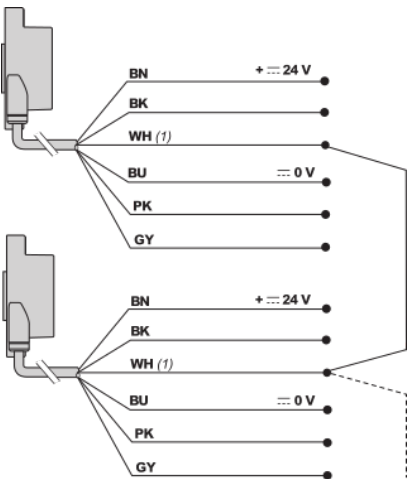 BN + ⎓ 24 V
BK
WH (1)
BU ⎓ 0 V
PK
GY
BN + ⎓ 24 V
BK
WH (1)
BU ⎓ 0 V
PK
GY